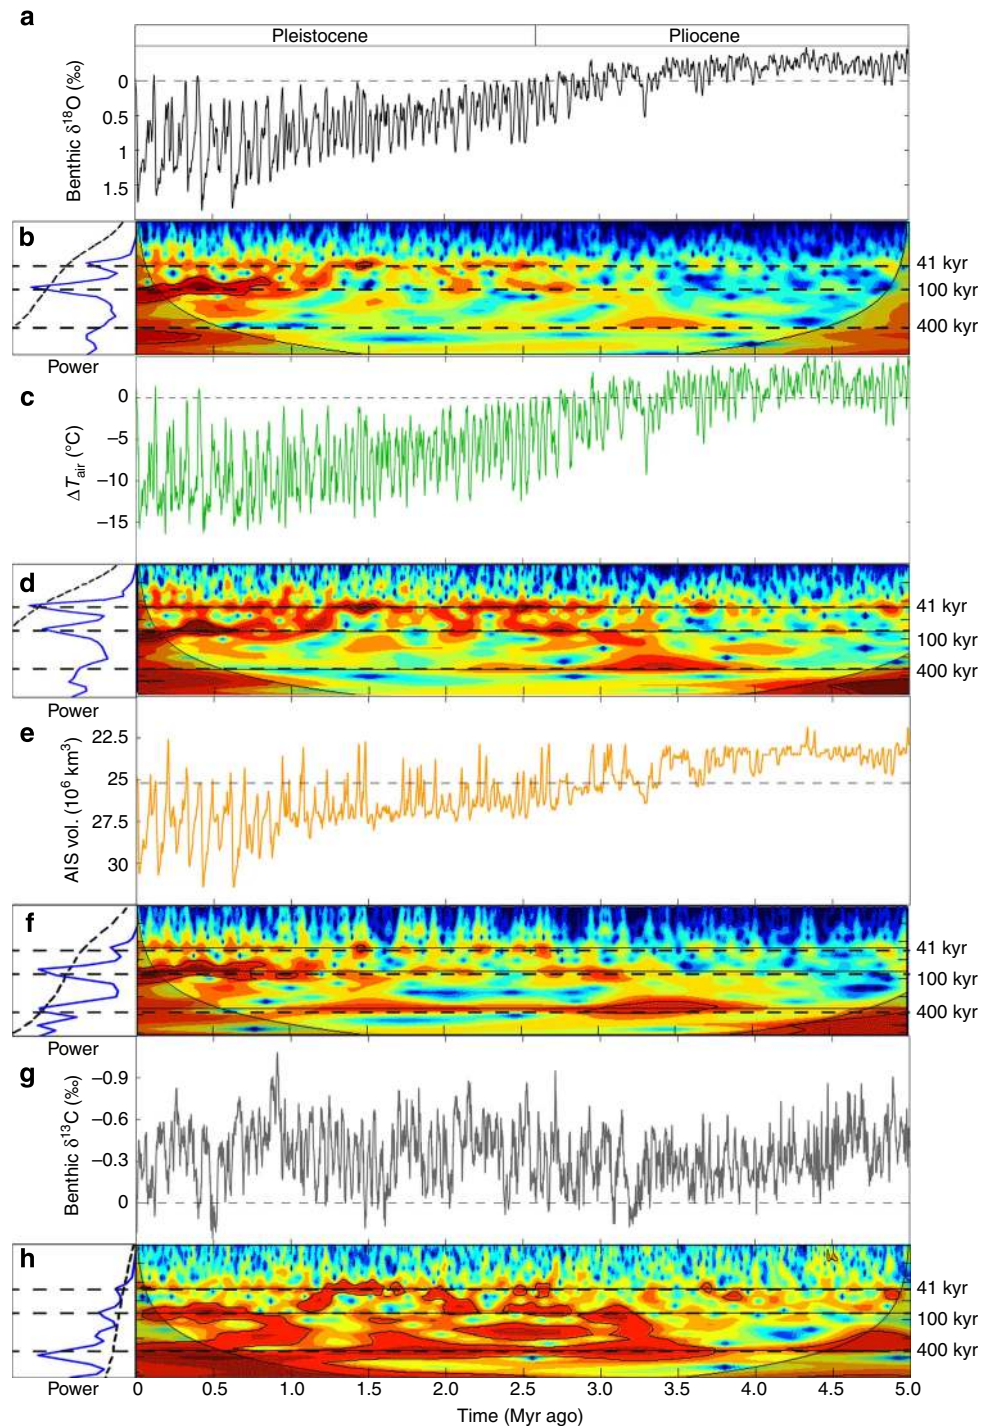 a
Pleistocene Pliocene
Benthic δ18O (‰)
0
0.5
1
1.5
b
41 kyr
100 kyr
400 kyr
Power
c
ΔTair (°C)
0
−5
−10
−15
d
41 kyr
100 kyr
400 kyr
Power
e
AIS vol. (10⁶ km³)
22.5
25
27.5
30
f
41 kyr
100 kyr
400 kyr
Power
g
Benthic δ13C (‰)
−0.9
−0.6
−0.3
0
h
41 kyr
100 kyr
400 kyr
Power
0 0.5 1.0 1.5 2.0 2.5 3.0 3.5 4.0 4.5 5.0
Time (Myr ago)